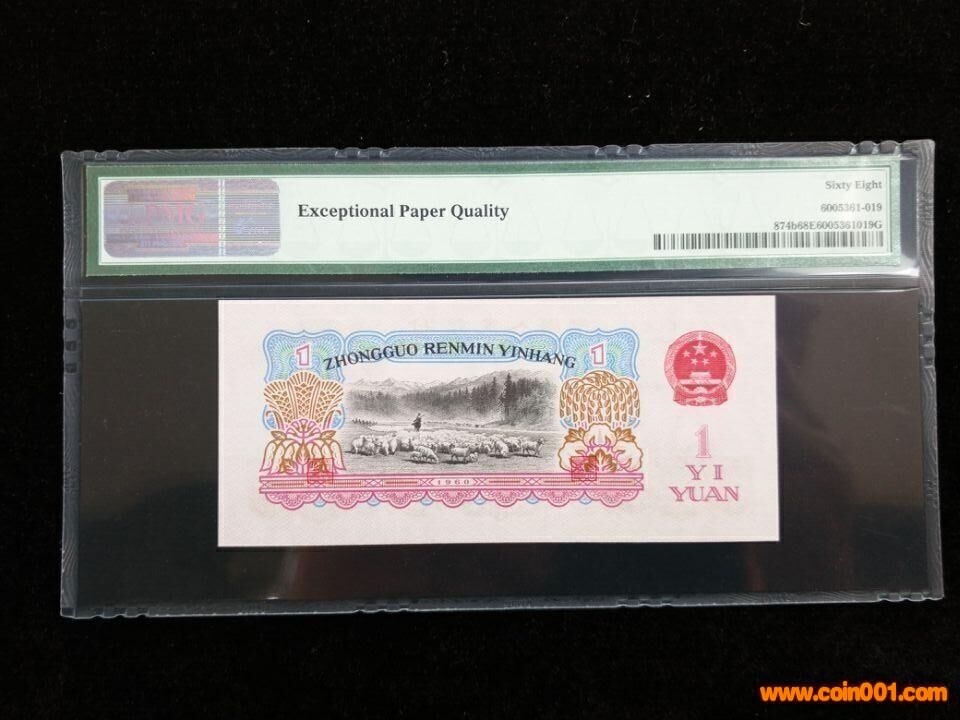 PMG
Exceptional Paper Quality
Sixty Eight
6005361-019
874b68E6005361019G
1 ZHONGGUO RENMIN YINHANG 1
1960
1
YI
YUAN
www.coin001.com